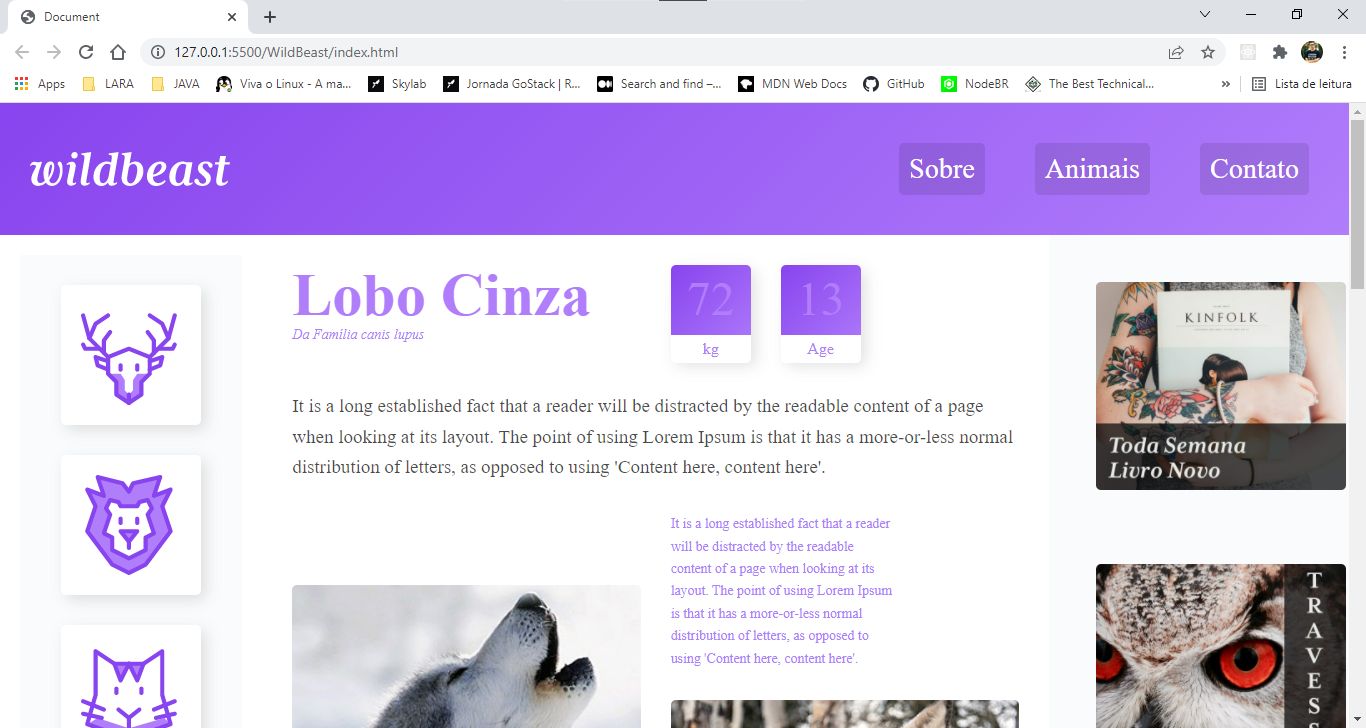 Document
127.0.0.1:5500/WildBeast/index.html
Apps LARA JAVA Viva o Linux - A ma... Skylab Jornada GoStack | R... Search and find –... MDN Web Docs GitHub NodeBR The Best Technical... » Lista de leitura
wildbeast
Sobre Animais Contato
Lobo Cinza
Da Familia canis lupus
72
kg
13
Age
It is a long established fact that a reader will be distracted by the readable content of a page
when looking at its layout. The point of using Lorem Ipsum is that it has a more-or-less normal
distribution of letters, as opposed to using 'Content here, content here'.
It is a long established fact that a reader
will be distracted by the readable
content of a page when looking at its
layout. The point of using Lorem Ipsum
is that it has a more-or-less normal
distribution of letters, as opposed to
using 'Content here, content here'.
KINFOLK
Toda Semana
Livro Novo
TRAVESS